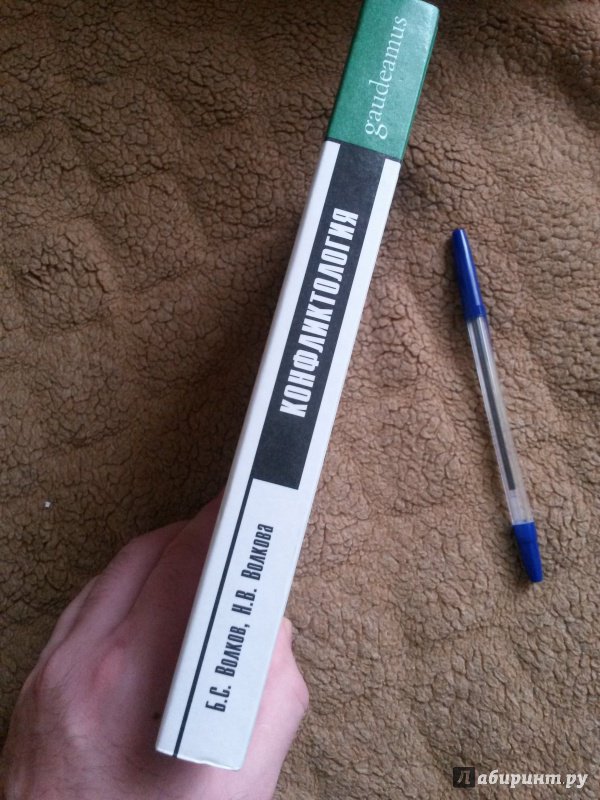 gaudeamus
КОНФЛИКТОЛОГИЯ
Б.С. Волков, Н.В. Волкова
Лабиринт.ру